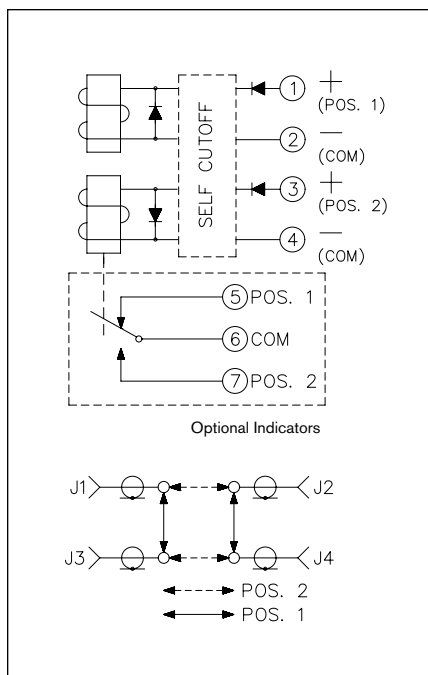 1 +
(POS. 1)
2 —
(COM)
SELF CUTOFF
3 +
(POS. 2)
4 —
(COM)
5 POS. 1
6 COM
7 POS. 2
Optional Indicators
J1 J2
J3 J4
POS. 2
POS. 1